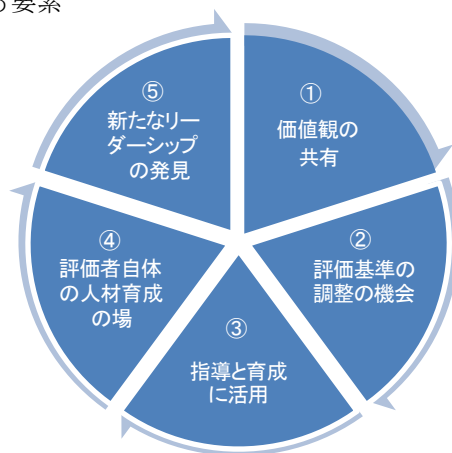 要素
①
価値観の
共有
②
評価基準の
調整の機会
③
指導と育成
に活用
④
評価者自体
の人材育成
の場
⑤
新たなリー
ダーシップ
の発見